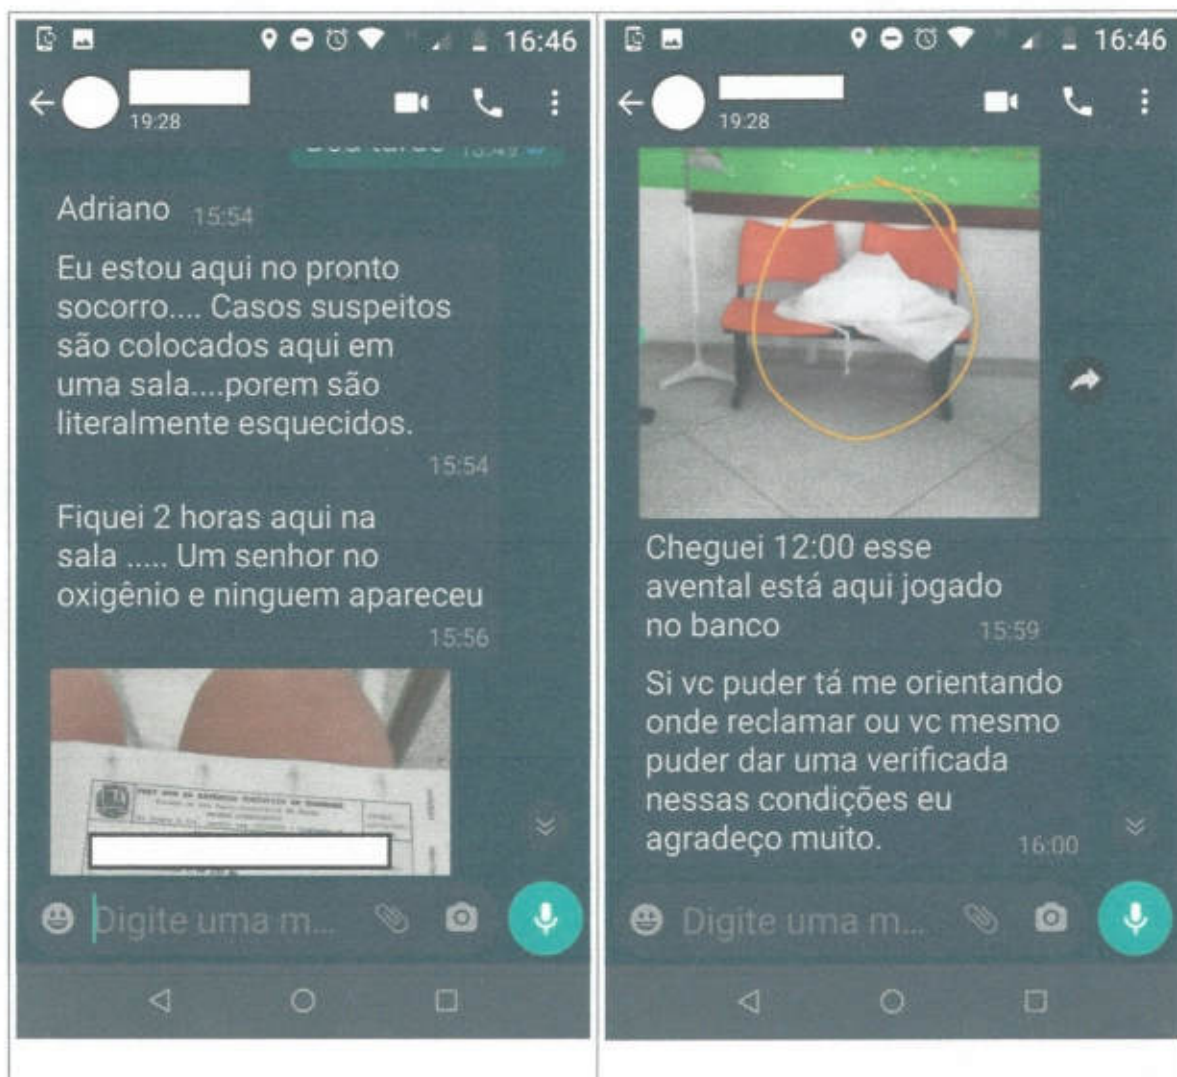 16:46
19:28
15:49
Adriano 15:54
Eu estou aqui no pronto
socorro.... Casos suspeitos
são colocados aqui em
uma sala....porem são
literalmente esquecidos.
15:54
Fiquei 2 horas aqui na
sala ..... Um senhor no
oxigênio e ninguem apareceu
15:56
Digite uma m...
16:46
19:28
Cheguei 12:00 esse
avental está aqui jogado
no banco 15:59
Si vc puder tá me orientando
onde reclamar ou vc mesmo
puder dar uma verificada
nessas condições eu
agradeço muito. 16:00
Digite uma m...